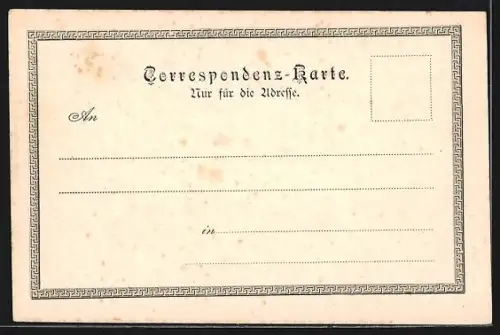 Correspondenz-Karte.
Nur für die Adresse.
An
in